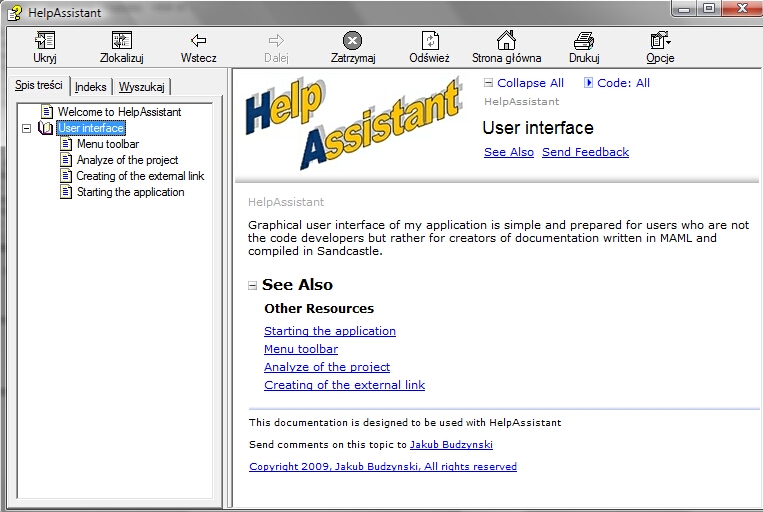 HelpAssistant
Ukryj Zlokalizuj Wstecz Dalej Zatrzymaj Odśwież Strona główna Drukuj Opcje
Spis treści Indeks Wyszukaj
Welcome to HelpAssistant
User interface
Menu toolbar
Analyze of the project
Creating of the external link
Starting the application
Help
Assistant
Collapse All Code: All
HelpAssistant
User interface
See Also Send Feedback
HelpAssistant
Graphical user interface of my application is simple and prepared for users who are not
the code developers but rather for creators of documentation written in MAML and
compiled in Sandcastle.
See Also
Other Resources
Starting the application
Menu toolbar
Analyze of the project
Creating of the external link
This documentation is designed to be used with HelpAssistant
Send comments on this topic to Jakub Budzynski
Copyright 2009, Jakub Budzynski, All rights reserved